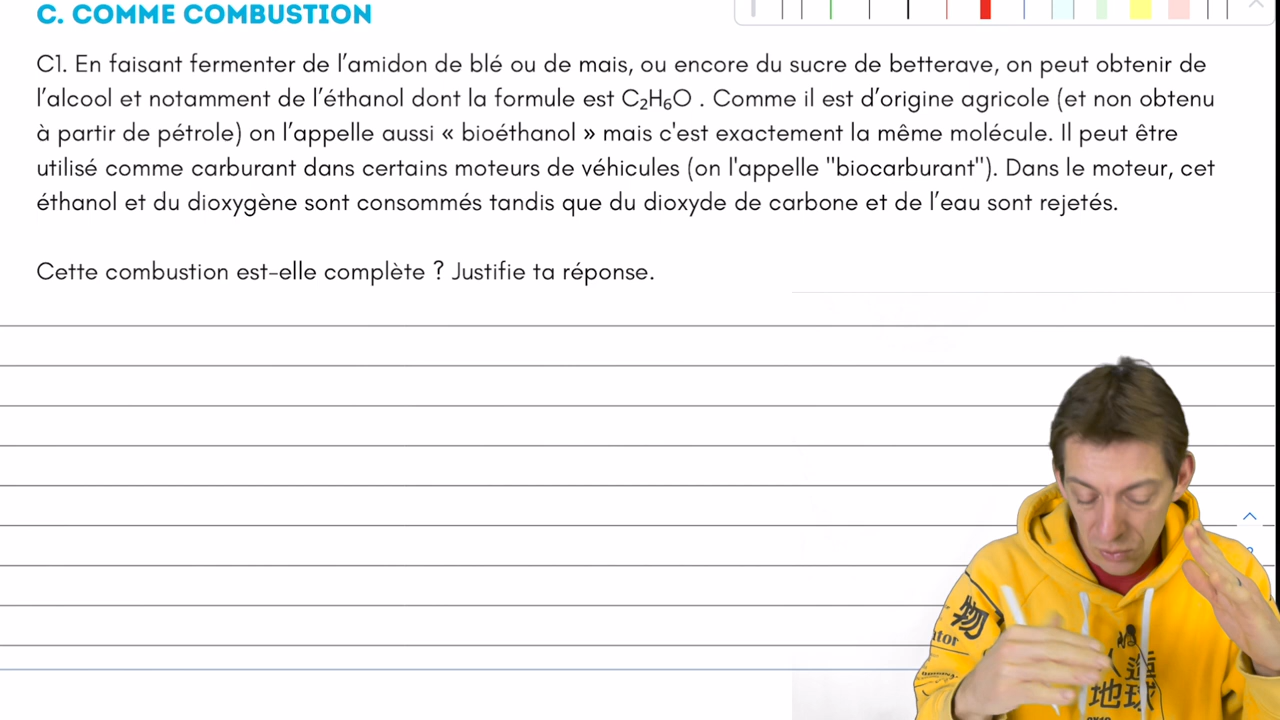 C. COMME COMBUSTION
C1. En faisant fermenter de l’amidon de blé ou de mais, ou encore du sucre de betterave, on peut obtenir de
l’alcool et notamment de l’éthanol dont la formule est C₂H₆O . Comme il est d’origine agricole (et non obtenu
à partir de pétrole) on l’appelle aussi « bioéthanol » mais c'est exactement la même molécule. Il peut être
utilisé comme carburant dans certains moteurs de véhicules (on l'appelle "biocarburant"). Dans le moteur, cet
éthanol et du dioxygène sont consommés tandis que du dioxyde de carbone et de l’eau sont rejetés.
Cette combustion est-elle complète ? Justifie ta réponse.
物
地球